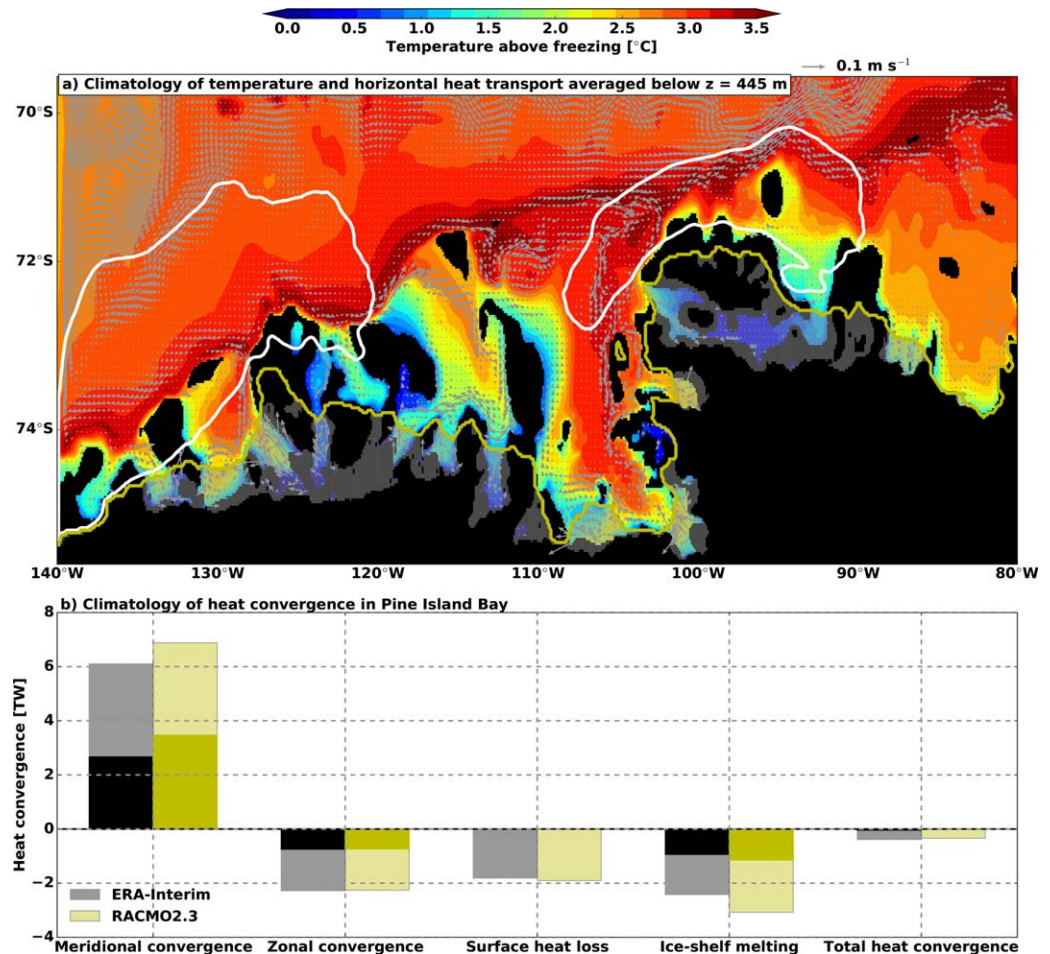 0.0 0.5 1.0 1.5 2.0 2.5 3.0 3.5
Temperature above freezing [°C]
0.1 m s⁻¹
a) Climatology of temperature and horizontal heat transport averaged below z = 445 m
70°S
72°S
74°S
140°W 130°W 120°W 110°W 100°W 90°W 80°W
b) Climatology of heat convergence in Pine Island Bay
Heat convergence [TW]
8
6
4
2
0
−2
−4
ERA-Interim
RACMO2.3
Meridional convergence Zonal convergence Surface heat loss Ice-shelf melting Total heat convergence